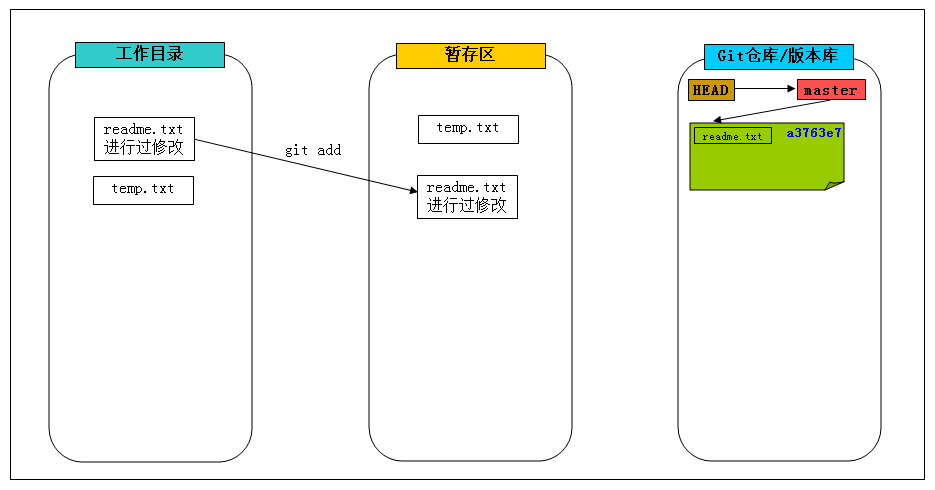 工作目录
readme.txt
进行过修改
temp.txt
git add
暂存区
temp.txt
readme.txt
进行过修改
Git仓库/版本库
HEAD
master
readme.txt
a3763e7